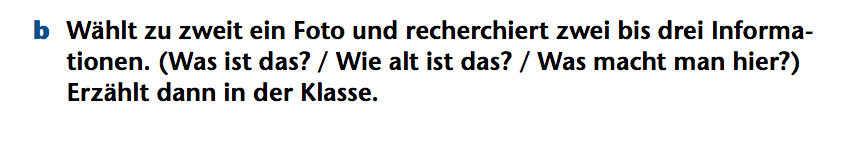 b Wählt zu zweit ein Foto und recherchiert zwei bis drei Informa-
tionen. (Was ist das? / Wie alt ist das? / Was macht man hier?)
Erzählt dann in der Klasse.